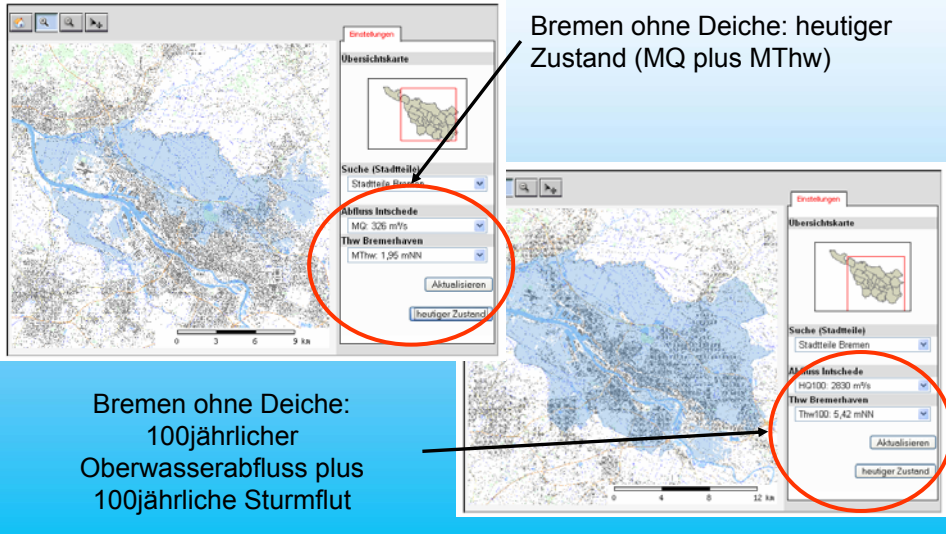 Bremen ohne Deiche: heutiger
Zustand (MQ plus MThw)
Einstellungen
Übersichtskarte
Suche (Stadtteile)
Stadtteile Bremen
Abfluss Intschede
MQ: 326 m³/s
Thw Bremerhaven
MThw: 1,95 mNN
Aktualisieren
heutiger Zustand
0 3 6 9 km
Einstellungen
Übersichtskarte
Suche (Stadtteile)
Stadtteile Bremen
Abfluss Intschede
HQ100: 2830 m³/s
Thw Bremerhaven
Thw100: 5,42 mNN
Aktualisieren
heutiger Zustand
0 4 8 12 km
Bremen ohne Deiche:
100jährlicher
Oberwasserabfluss plus
100jährliche Sturmflut